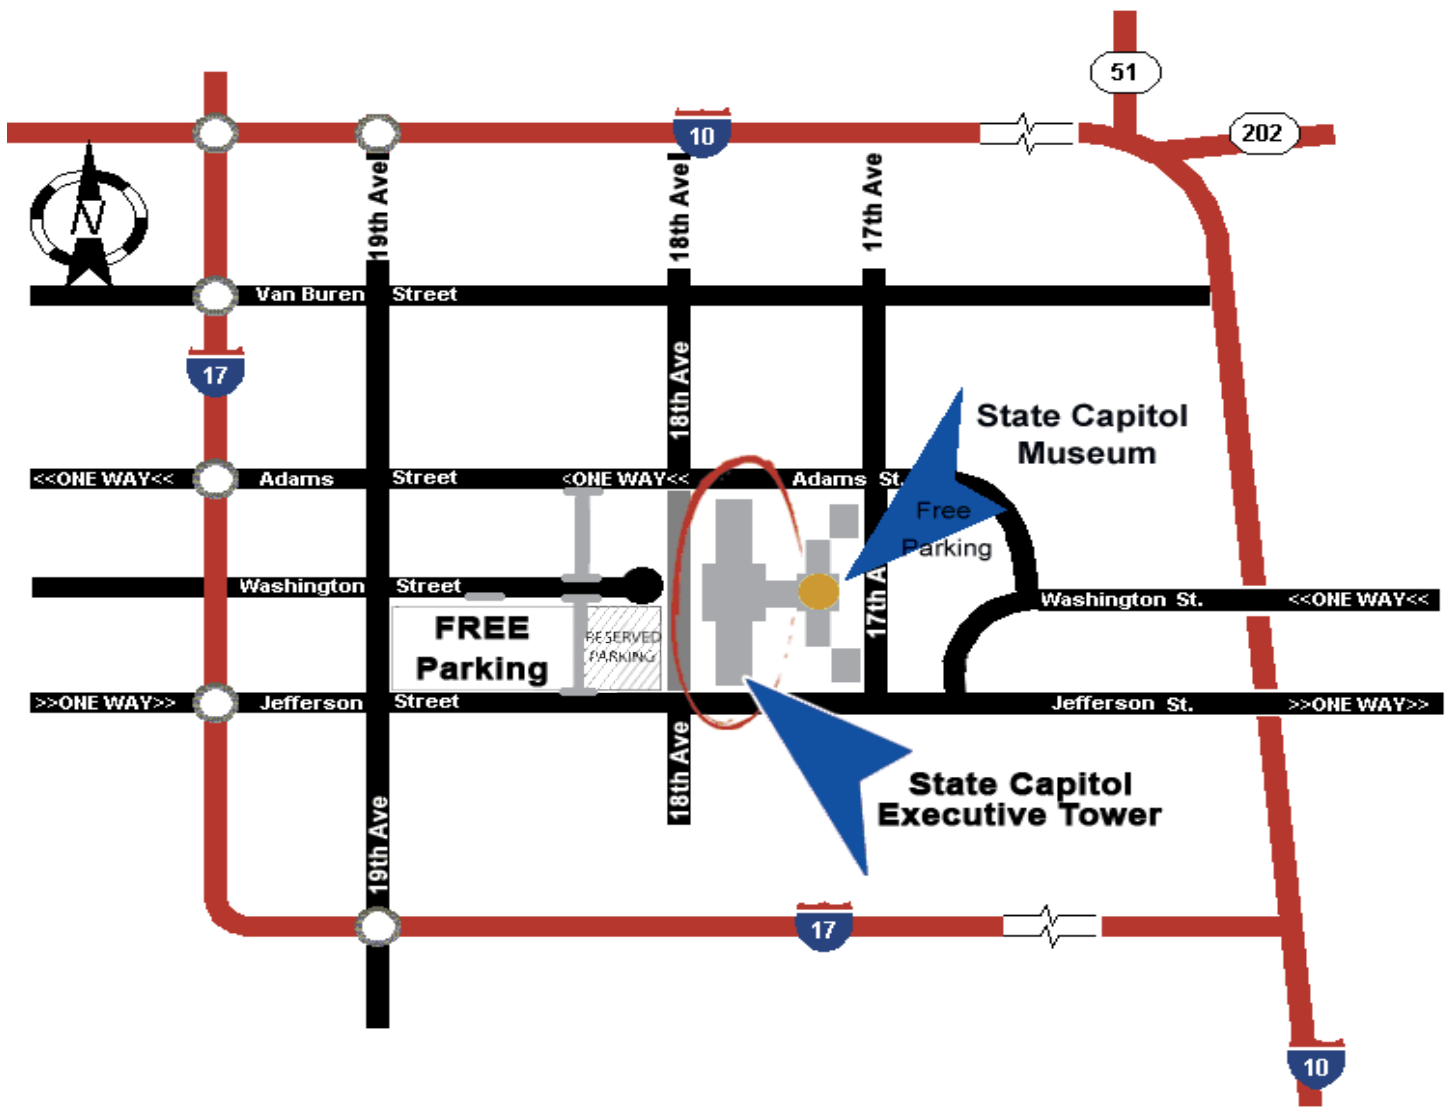 51
10
202
19th Ave
18th Ave
17th Ave
N
Van Buren Street
17
18th Ave
State Capitol
Museum
<<ONE WAY<< Adams Street <ONE WAY<< Adams St.
Free
Parking
Washington Street
17th A
Washington St. <<ONE WAY<<
FREE
Parking
RESERVED
PARKING
>>ONE WAY>> Jefferson Street Jefferson St. >>ONE WAY>>
18th Ave
State Capitol
Executive Tower
19th Ave
17
10